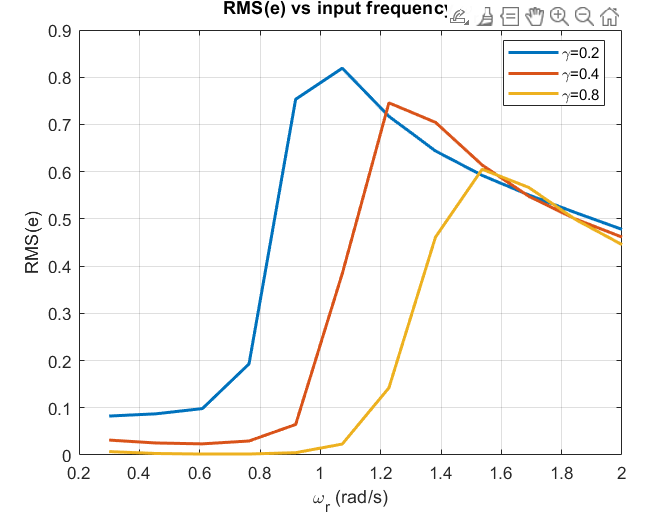 RMS(e) vs input frequency
0.9
0.8
0.7
0.6
0.5
0.4
0.3
0.2
0.1
0
RMS(e)
γ=0.2
γ=0.4
γ=0.8
0.2 0.4 0.6 0.8 1 1.2 1.4 1.6 1.8 2
ω_r (rad/s)